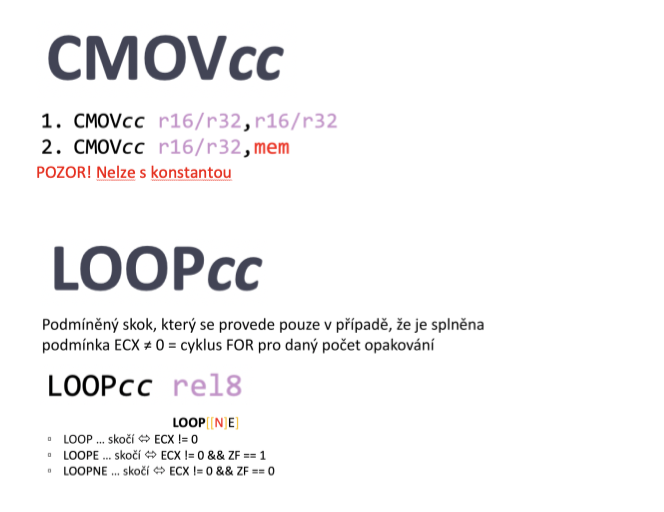 CMOVcc
1. CMOVcc r16/r32,r16/r32
2. CMOVcc r16/r32,mem
POZOR! Nelze s konstantou
LOOPcc
Podmíněný skok, který se provede pouze v případě, že je splněna
podmínka ECX ≠ 0 = cyklus FOR pro daný počet opakování
LOOPcc rel8
LOOP[[N]E]
▫ LOOP ... skočí ⇔ ECX != 0
▫ LOOPE ... skočí ⇔ ECX != 0 && ZF == 1
▫ LOOPNE ... skočí ⇔ ECX != 0 && ZF == 0